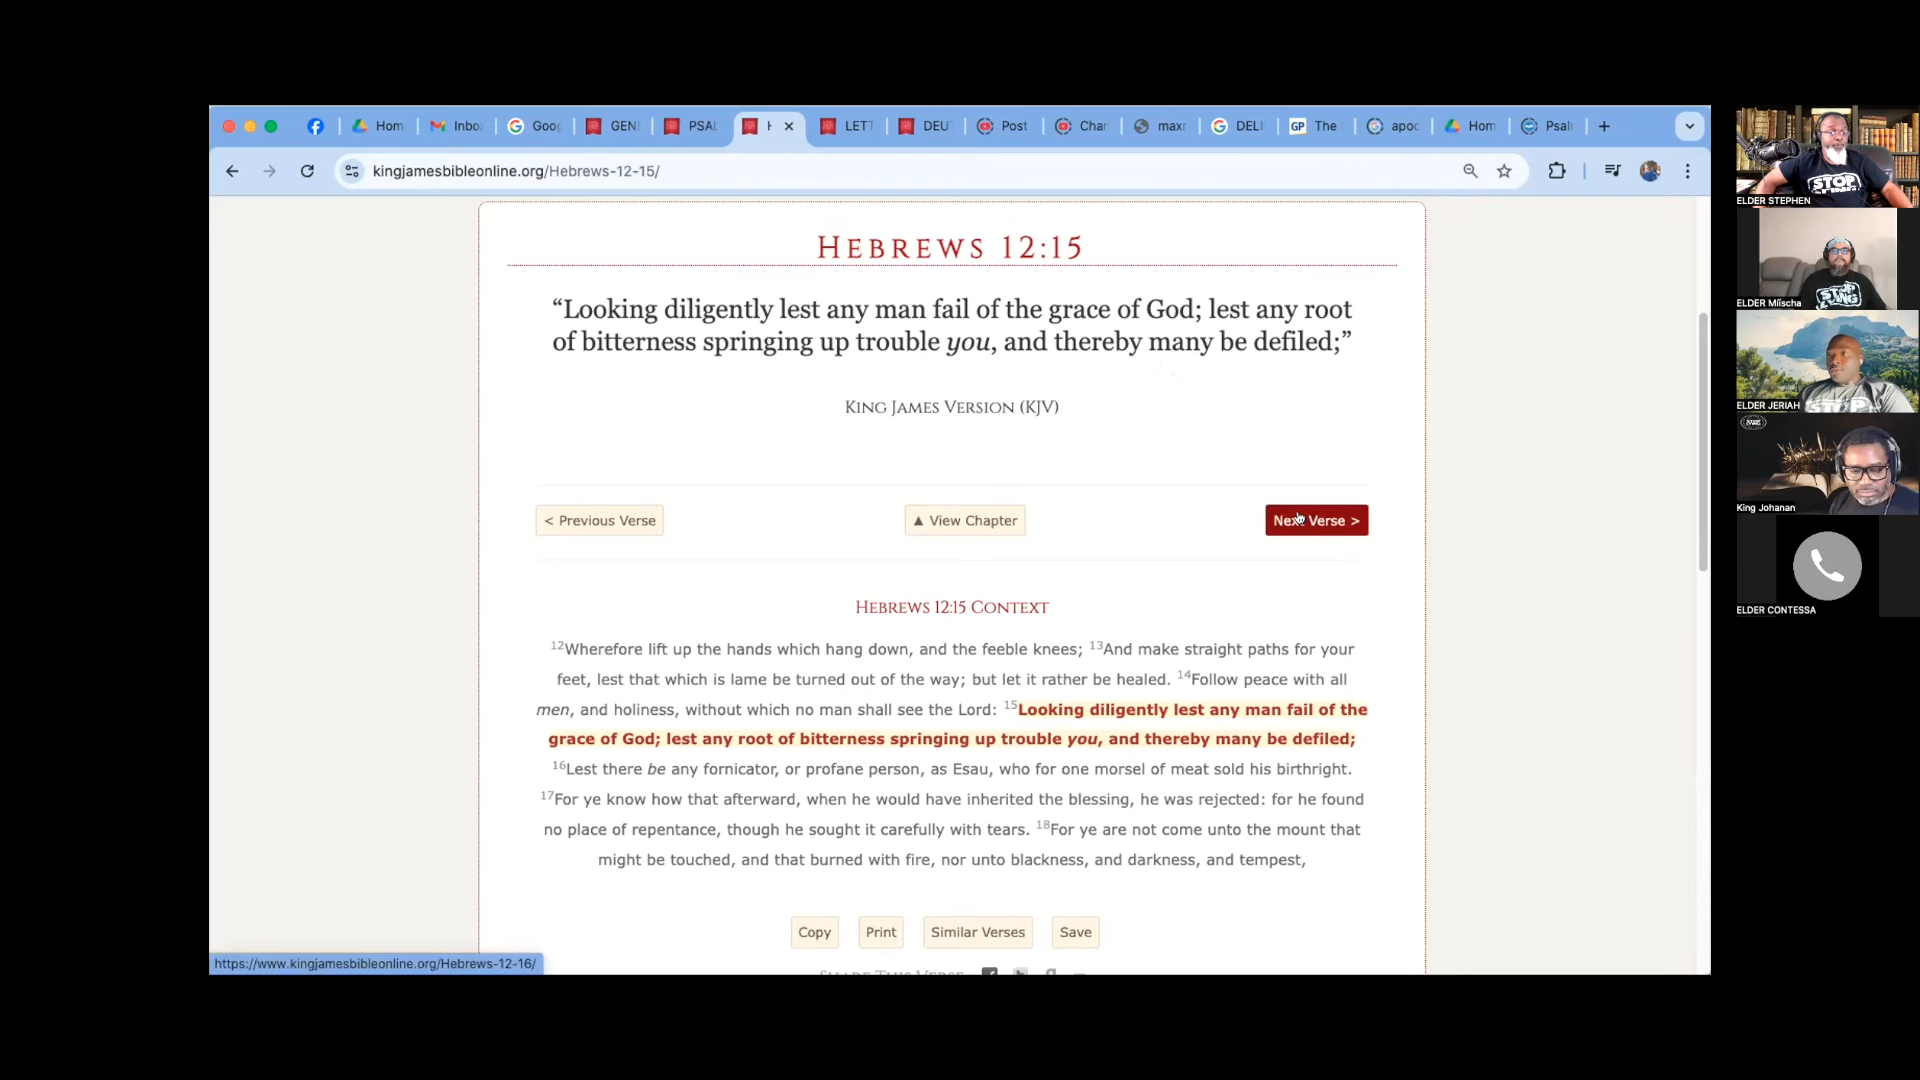 Hom
Inbo
Goo
GEN
PSAL
H
LETT
DEU
Post
Char
maxr
DELI
GP The
apoc
Hom
Psalr
kingjamesbibleonline.org/Hebrews-12-15/
HEBREWS 12:15
“Looking diligently lest any man fail of the grace of God; lest any root
of bitterness springing up trouble you, and thereby many be defiled;”
KING JAMES VERSION (KJV)
< Previous Verse
▲ View Chapter
Next Verse >
HEBREWS 12:15 CONTEXT
12Wherefore lift up the hands which hang down, and the feeble knees; 13And make straight paths for your
feet, lest that which is lame be turned out of the way; but let it rather be healed. 14Follow peace with all
men, and holiness, without which no man shall see the Lord: 15Looking diligently lest any man fail of the
grace of God; lest any root of bitterness springing up trouble you, and thereby many be defiled;
16Lest there be any fornicator, or profane person, as Esau, who for one morsel of meat sold his birthright.
17For ye know how that afterward, when he would have inherited the blessing, he was rejected: for he found
no place of repentance, though he sought it carefully with tears. 18For ye are not come unto the mount that
might be touched, and that burned with fire, nor unto blackness, and darkness, and tempest,
Copy
Print
Similar Verses
Save
SHARE THIS VERSE
https://www.kingjamesbibleonline.org/Hebrews-12-16/
STOP
ELDER STEPHEN
STOP
ELDER Miischa
STOP
ELDER JERIAH
King Johanan
ELDER CONTESSA